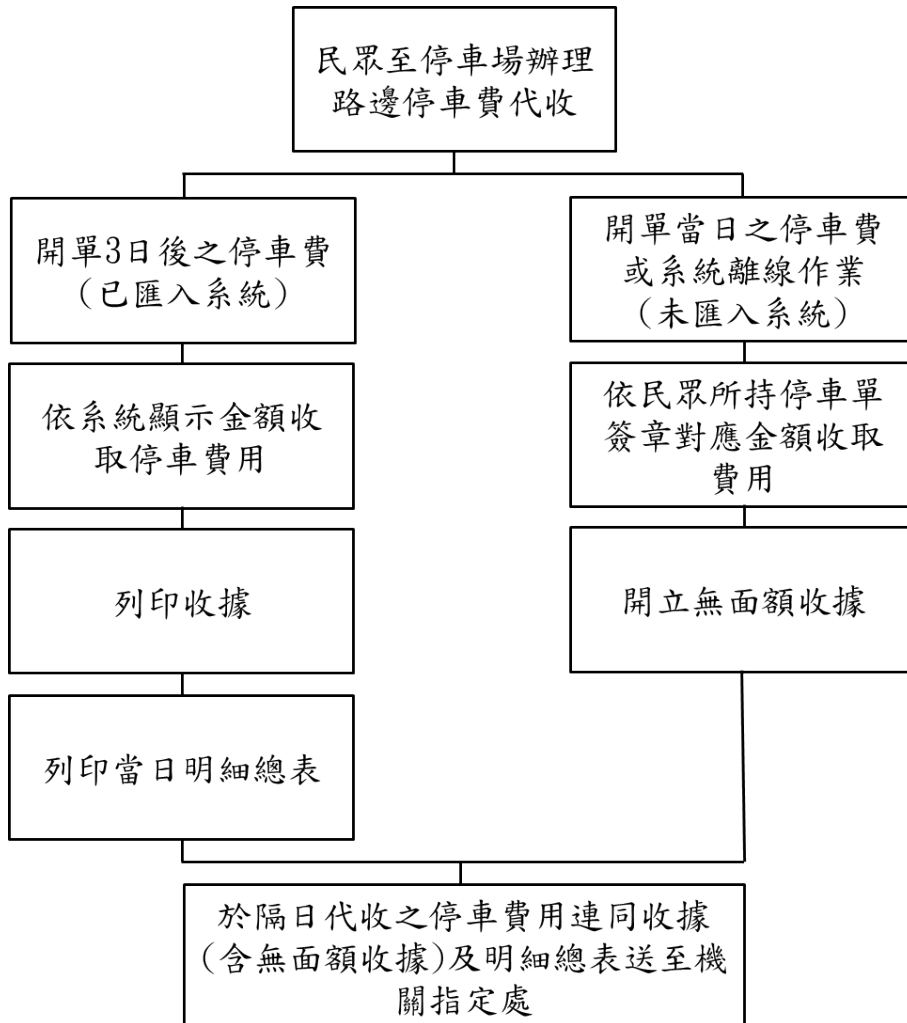 民眾至停車場辦理
路邊停車費代收
開單3日後之停車費
(已匯入系統)
依系統顯示金額收
取停車費用
列印收據
列印當日明細總表
開單當日之停車費
或系統離線作業
(未匯入系統)
依民眾所持停車單
簽章對應金額收取
費用
開立無面額收據
於隔日代收之停車費用連同收據
(含無面額收據)及明細總表送至機
關指定處